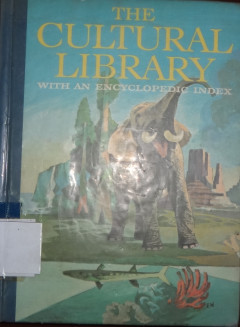 THE
CULTURAL
LIBRARY
WITH AN ENCYCLOPEDIC INDEX